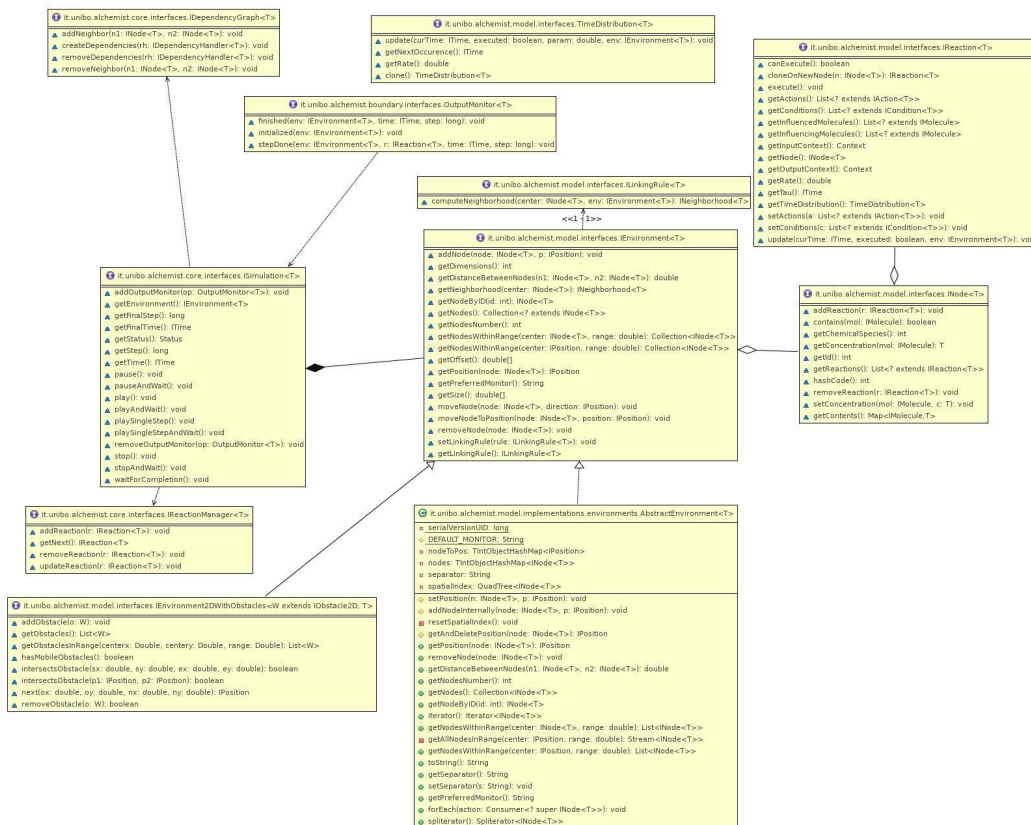 it.unibo.alchemist.core.interfaces.IDependencyGraph<T>
addNeighbor(n1: INode<T>, n2: INode<T>): void
createDependencies(rh: IDependencyHandler<T>): void
removeDependencies(rh: IDependencyHandler<T>): void
removeNeighbor(n1: INode<T>, n2: INode<T>): void
it.unibo.alchemist.model.interfaces.TimeDistribution<T>
update(curTime: ITime, executed: boolean, param: double, env: IEnvironment<T>): void
getNextOccurence(): ITime
getRate(): double
clone(): TimeDistribution<T>
it.unibo.alchemist.model.interfaces.IReaction<T>
canExecute(): boolean
cloneOnNewNode(n: INode<T>): IReaction<T>
execute(): void
getActions(): List<? extends IAction<T>>
getConditions(): List<? extends ICondition<T>>
getInfluencedMolecules(): List<? extends IMolecule>
getInfluencingMolecules(): List<? extends IMolecule>
getInputContext(): Context
getNode(): INode<T>
getOutputContext(): Context
getRate(): double
getTau(): ITime
getTimeDistribution(): TimeDistribution<T>
setActions(a: List<? extends IAction<T>>): void
setConditions(c: List<? extends ICondition<T>>): void
update(curTime: ITime, executed: boolean, env: IEnvironment<T>): voi
it.unibo.alchemist.boundary.interfaces.OutputMonitor<T>
finished(env: IEnvironment<T>, time: ITime, step: long): void
initialized(env: IEnvironment<T>): void
stepDone(env: IEnvironment<T>, r: IReaction<T>, time: ITime, step: long): void
it.unibo.alchemist.model.interfaces.ILinkingRule<T>
computeNeighborhood(center: INode<T>, env: IEnvironment<T>): INeighborhood<T>
<<1 - 1>>
it.unibo.alchemist.model.interfaces.IEnvironment<T>
addNode(node: INode<T>, p: IPosition): void
getDimensions(): int
getDistanceBetweenNodes(n1: INode<T>, n2: INode<T>): double
getNeighborhood(center: INode<T>): INeighborhood<T>
getNodeByID(id: int): INode<T>
getNodes(): Collection<? extends INode<T>>
getNodesNumber(): int
getNodesWithinRange(center: INode<T>, range: double): Collection<INode<T>>
getNodesWithinRange(center: IPosition, range: double): Collection<INode<T>>
getOffset(): double[]
getPosition(node: INode<T>): IPosition
getPreferredMonitor(): String
getSize(): double[]
moveNode(node: INode<T>, direction: IPosition): void
moveNodeToPosition(node: INode<T>, position: IPosition): void
removeNode(node: INode<T>): void
setLinkingRule(rule: ILinkingRule<T>): void
getLinkingRule(): ILinkingRule<T>
it.unibo.alchemist.core.interfaces.ISimulation<T>
addOutputMonitor(op: OutputMonitor<T>): void
getEnvironment(): IEnvironment<T>
getFinalStep(): long
getFinalTime(): ITime
getStatus(): Status
getStep(): long
getTime(): ITime
pause(): void
pauseAndWait(): void
play(): void
playAndWait(): void
playSingleStep(): void
playSingleStepAndWait(): void
removeOutputMonitor(op: OutputMonitor<T>): void
stop(): void
stopAndWait(): void
waitForCompletion(): void
it.unibo.alchemist.model.interfaces.INode<T>
addReaction(r: IReaction<T>): void
contains(mol: IMolecule): boolean
getChemicalSpecies(): int
getConcentration(mol: IMolecule): T
getId(): int
getReactions(): List<? extends IReaction<T>>
hashCode(): int
removeReaction(r: IReaction<T>): void
setConcentration(mol: IMolecule, c: T): void
getContents(): Map<IMolecule,T>
it.unibo.alchemist.core.interfaces.IReactionManager<T>
addReaction(r: IReaction<T>): void
getNext(): IReaction<T>
removeReaction(r: IReaction<T>): void
updateReaction(r: IReaction<T>): void
it.unibo.alchemist.model.implementations.environments.AbstractEnvironment<T>
serialVersionUID: long
DEFAULT_MONITOR: String
nodeToPos: TIntObjectHashMap<IPosition>
nodes: TIntObjectHashMap<INode<T>>
separator: String
spatialIndex: QuadTree<INode<T>>
setPosition(n: INode<T>, p: IPosition): void
addNodeInternally(node: INode<T>, p: IPosition): void
resetSpatialIndex(): void
getAndDeletePosition(node: INode<T>): IPosition
getPosition(node: INode<T>): IPosition
removeNode(node: INode<T>): void
getDistanceBetweenNodes(n1: INode<T>, n2: INode<T>): double
getNodesNumber(): int
getNodes(): Collection<INode<T>>
getNodeByID(id: int): INode<T>
iterator(): Iterator<INode<T>>
getNodesWithinRange(center: INode<T>, range: double): List<INode<T>>
getAllNodesInRange(center: IPosition, range: double): Stream<INode<T>>
getNodesWithinRange(center: IPosition, range: double): List<INode<T>>
toString(): String
getSeparator(): String
setSeparator(s: String): void
getPreferredMonitor(): String
forEach(action: Consumer<? super INode<T>>): void
spliterator(): Spliterator<INode<T>>
it.unibo.alchemist.model.interfaces.IEnvironment2DWithObstacles<W extends IObstacle2D, T>
addObstacle(o: W): void
getObstacles(): List<W>
getObstaclesInRange(centerx: Double, centery: Double, range: Double): List<W>
hasMobileObstacles(): boolean
intersectsObstacle(sx: double, sy: double, ex: double, ey: double): boolean
intersectsObstacle(p1: IPosition, p2: IPosition): boolean
next(ox: double, oy: double, nx: double, ny: double): IPosition
removeObstacle(o: W): boolean